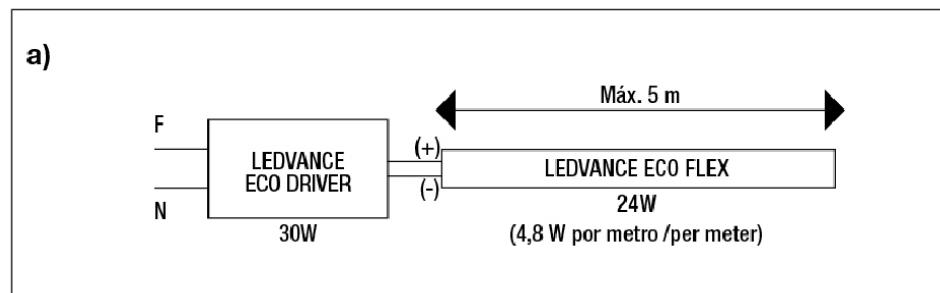 a)
Máx. 5 m
F
(+)
LEDVANCE
ECO DRIVER
LEDVANCE ECO FLEX
(-)
N
24W
30W
(4,8 W por metro /per meter)